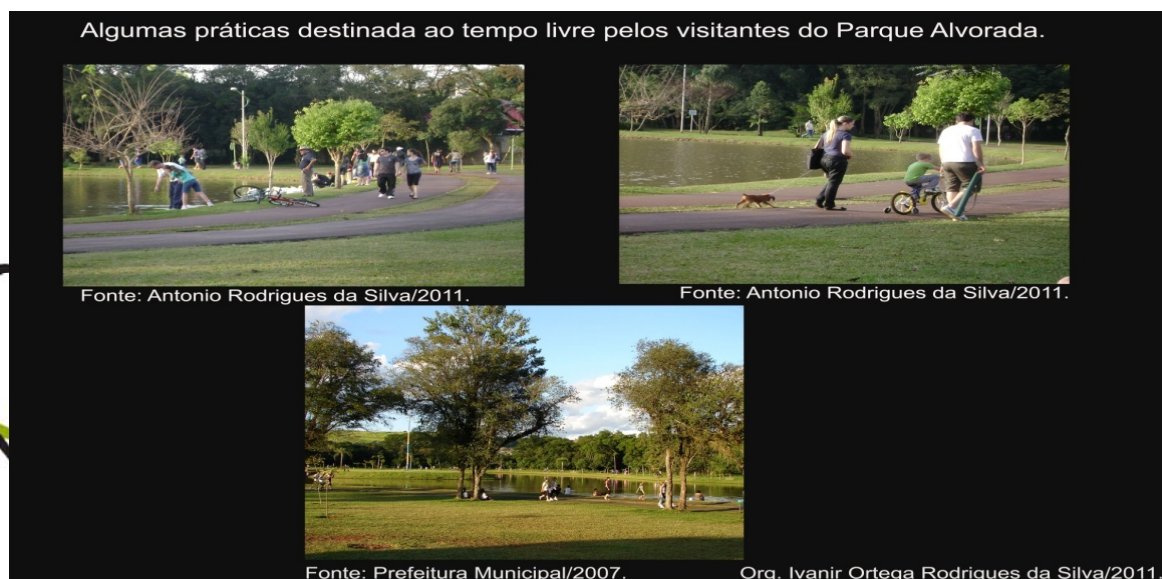 Algumas práticas destinada ao tempo livre pelos visitantes do Parque Alvorada.
Fonte: Antonio Rodrigues da Silva/2011.
Fonte: Antonio Rodrigues da Silva/2011.
Fonte: Prefeitura Municipal/2007.
Org. Ivanir Ortega Rodrigues da Silva/2011